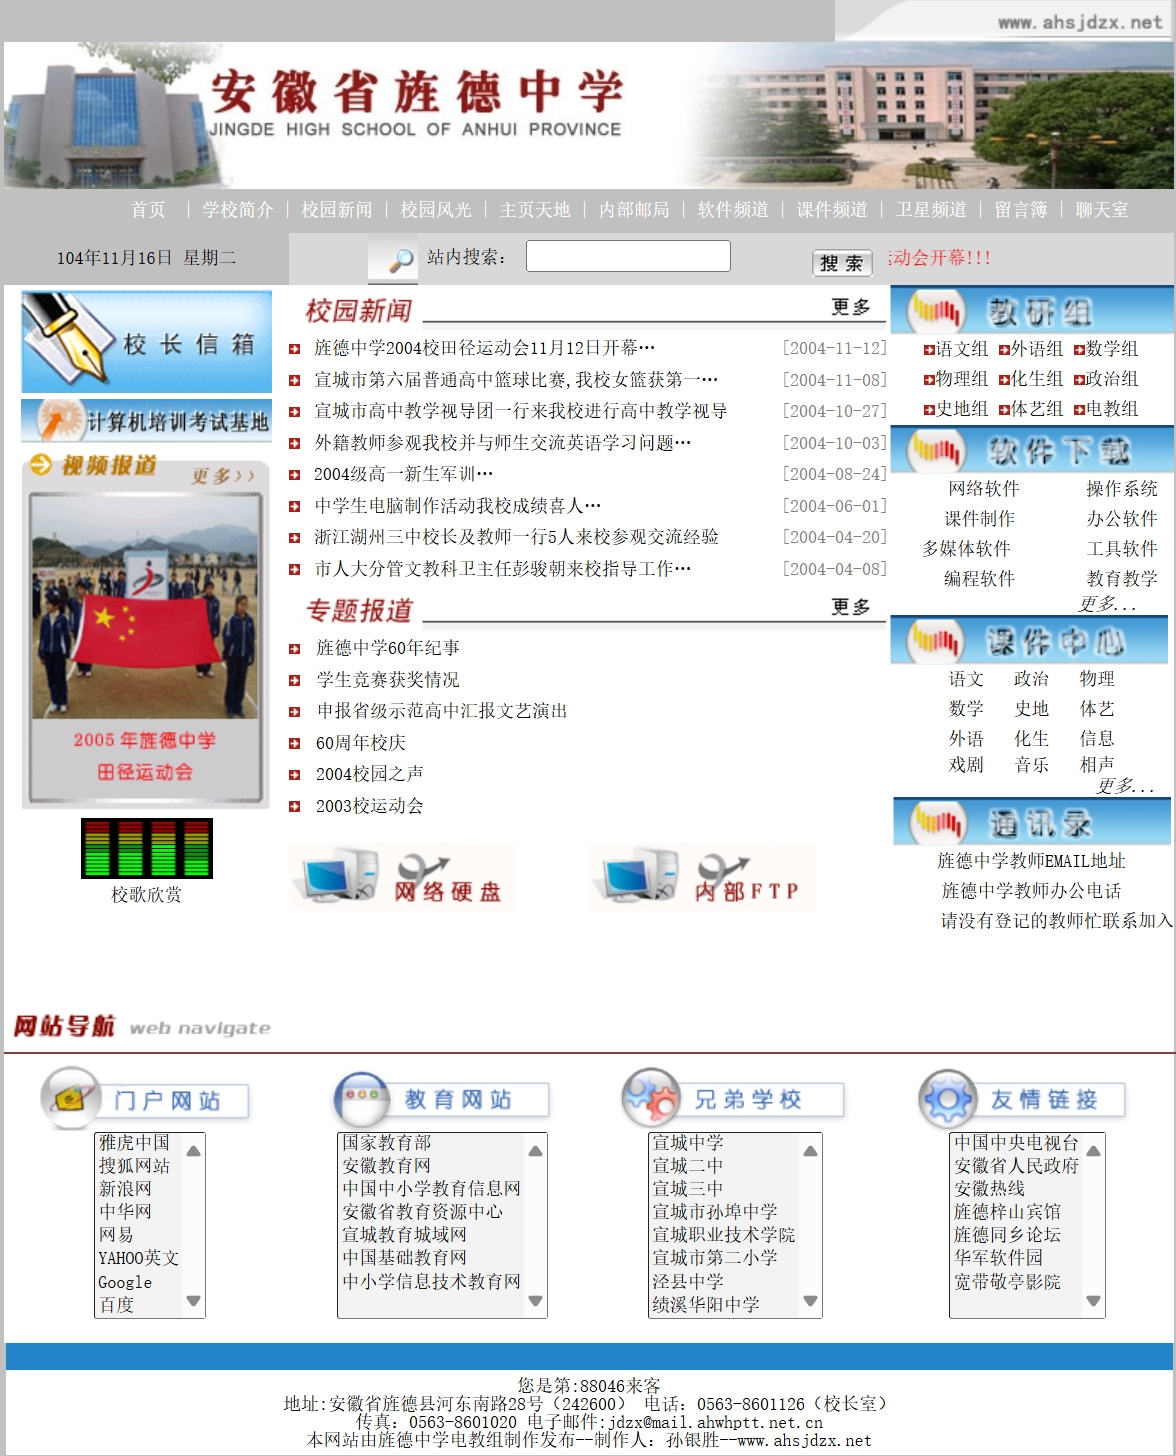 www.ahsjdzx.net
安徽省旌德中学
JINGDE HIGH SCHOOL OF ANHUI PROVINCE
首页 | 学校简介 | 校园新闻 | 校园风光 | 主页天地 | 内部邮局 | 软件频道 | 课件频道 | 卫星频道 | 留言簿 | 聊天室
104年11月16日 星期二
站内搜索:
搜索
运动会开幕!!!
校长信箱
计算机培训考试基地
视频报道
更多>>
2005 年旌德中学
田径运动会
校歌欣赏
校园新闻 更多
旌德中学2004校田径运动会11月12日开幕… [2004-11-12]
宣城市第六届普通高中篮球比赛,我校女篮获第一… [2004-11-08]
宣城市高中教学视导团一行来我校进行高中教学视导 [2004-10-27]
外籍教师参观我校并与师生交流英语学习问题… [2004-10-03]
2004级高一新生军训… [2004-08-24]
中学生电脑制作活动我校成绩喜人… [2004-06-01]
浙江湖州三中校长及教师一行5人来校参观交流经验 [2004-04-20]
市人大分管文教科卫主任彭骏朝来校指导工作… [2004-04-08]
专题报道 更多
旌德中学60年纪事
学生竞赛获奖情况
申报省级示范高中汇报文艺演出
60周年校庆
2004校园之声
2003校运动会
网络硬盘 内部FTP
教研组
语文组 外语组 数学组
物理组 化生组 政治组
史地组 体艺组 电教组
软件下载
网络软件 操作系统
课件制作 办公软件
多媒体软件 工具软件
编程软件 教育教学
更多...
课件中心
语文 政治 物理
数学 史地 体艺
外语 化生 信息
戏剧 音乐 相声
更多...
通讯录
旌德中学教师EMAIL地址
旌德中学教师办公电话
请没有登记的教师忙联系加入
网站导航 web navigate
门户网站
雅虎中国
搜狐网站
新浪网
中华网
网易
YAHOO英文
Google
百度
教育网站
国家教育部
安徽教育网
中国中小学教育信息网
安徽省教育资源中心
宣城教育城域网
中国基础教育网
中小学信息技术教育网
兄弟学校
宣城中学
宣城二中
宣城三中
宣城市孙埠中学
宣城职业技术学院
宣城市第二小学
泾县中学
绩溪华阳中学
友情链接
中国中央电视台
安徽省人民政府
安徽热线
旌德梓山宾馆
旌德同乡论坛
华军软件园
宽带敬亭影院
您是第:88046来客
地址:安徽省旌德县河东南路28号（242600） 电话：0563-8601126（校长室）
传真：0563-8601020 电子邮件:jdzx@mail.ahwhptt.net.cn
本网站由旌德中学电教组制作发布--制作人：孙银胜--www.ahsjdzx.net